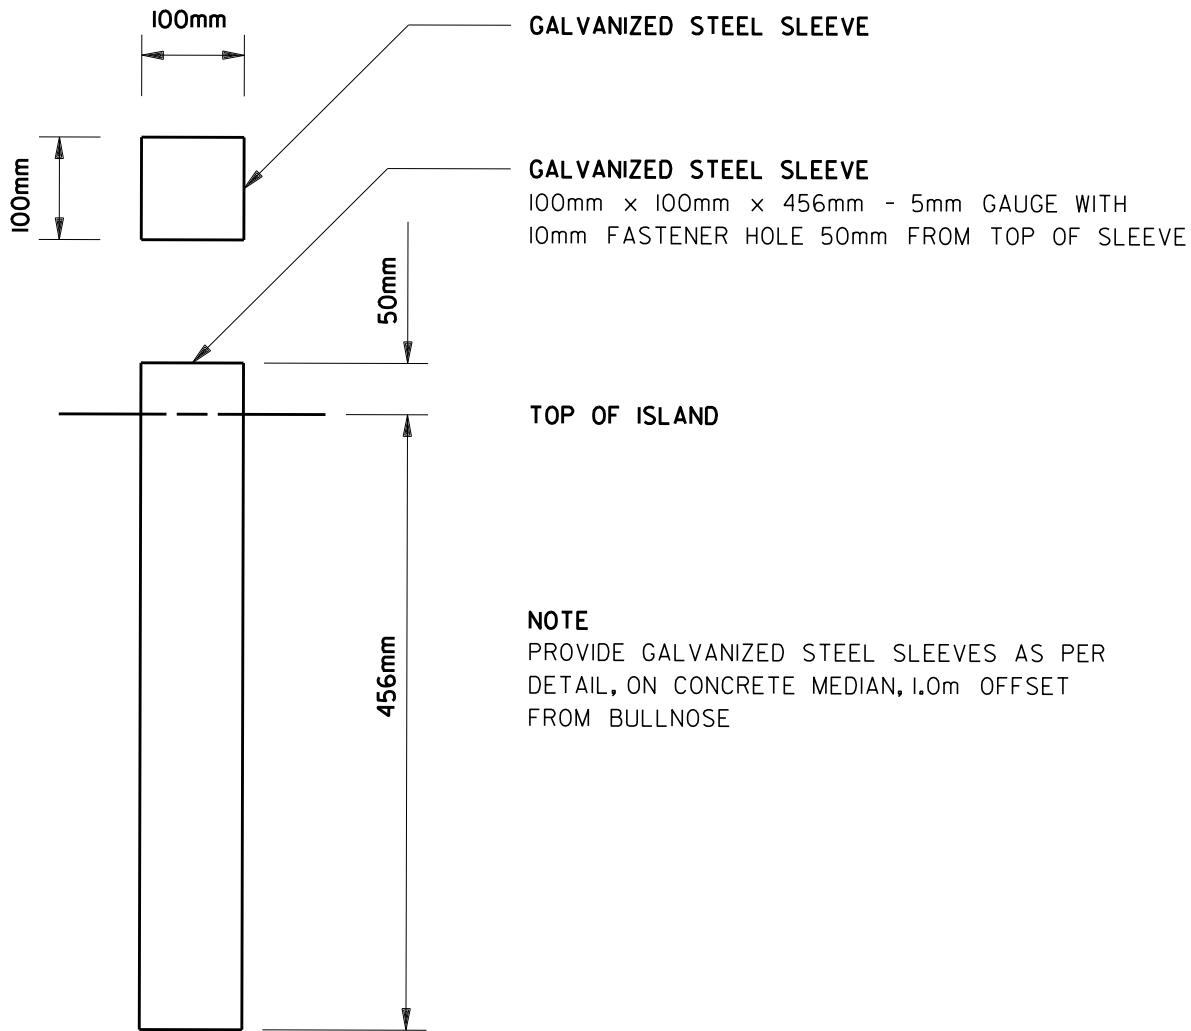 100mm
GALVANIZED STEEL SLEEVE
100mm
GALVANIZED STEEL SLEEVE
100mm x 100mm x 456mm - 5mm GAUGE WITH
10mm FASTENER HOLE 50mm FROM TOP OF SLEEVE
50mm
TOP OF ISLAND
456mm
NOTE
PROVIDE GALVANIZED STEEL SLEEVES AS PER
DETAIL, ON CONCRETE MEDIAN, 1.0m OFFSET
FROM BULLNOSE